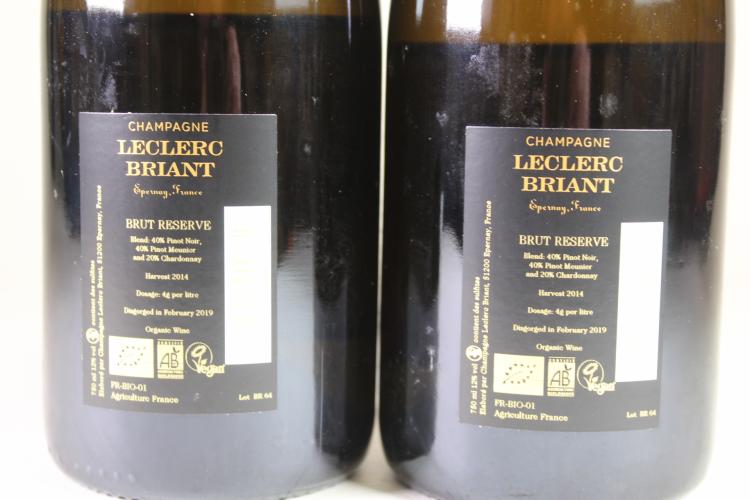 CHAMPAGNE
LECLERC
BRIANT
Epernay, France
BRUT RESERVE
Blend: 40% Pinot Noir,
40% Pinot Meunier
and 20% Chardonnay
Harvest 2014
Dosage: 4g per litre
Disgorged in February 2019
Organic Wine
AB
Vegan
FR-BIO-01
Agriculture France
Lot BR 64
750 ml 12% vol contient des sulfites
Elaboré par Champagne Leclerc Briant, 51200 Epernay, France
CHAMPAGNE
LECLERC
BRIANT
Epernay, France
BRUT RESERVE
Blend: 40% Pinot Noir,
40% Pinot Meunier
and 20% Chardonnay
Harvest 2014
Dosage: 4g per litre
Disgorged in February 2019
Organic Wine
AB
Vegan
FR-BIO-01
Agriculture France
Lot BR 64
750 ml 12% vol contient des sulfites
Elaboré par Champagne Leclerc Briant, 51200 Epernay, France